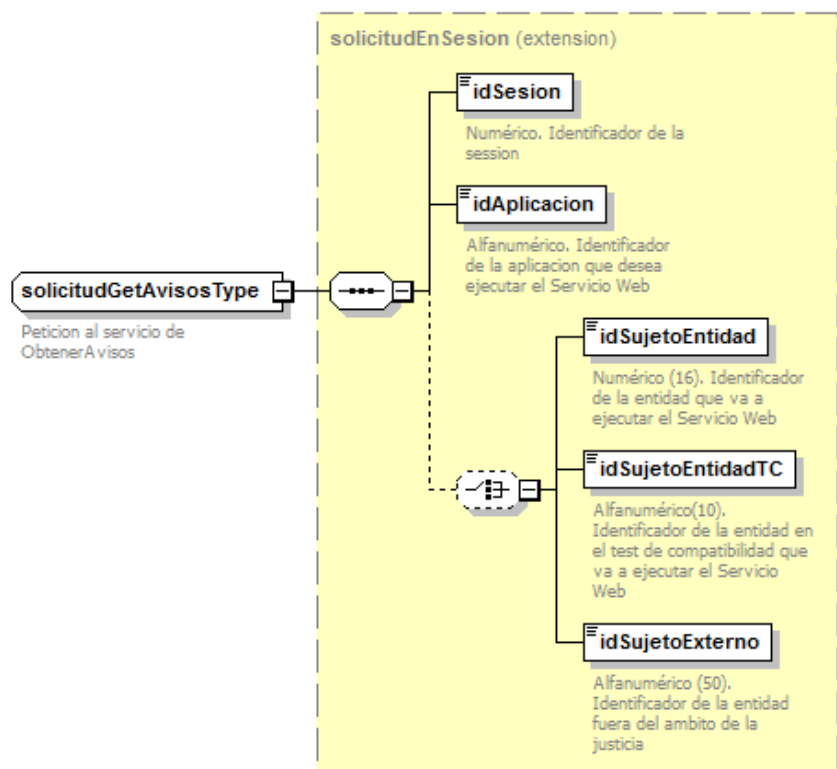 solicitudEnSesion (extension)
idSesion
Numérico. Identificador de la
session
idAplicacion
Alfanumérico. Identificador
de la aplicacion que desea
ejecutar el Servicio Web
solicitudGetAvisosType
Peticion al servicio de
ObtenerAvisos
idSujetoEntidad
Numérico (16). Identificador
de la entidad que va a
ejecutar el Servicio Web
idSujetoEntidadTC
Alfanumérico(10).
Identificador de la entidad en
el test de compatibilidad que
va a ejecutar el Servicio
Web
idSujetoExterno
Alfanumérico (50).
Identificador de la entidad
fuera del ambito de la
justicia